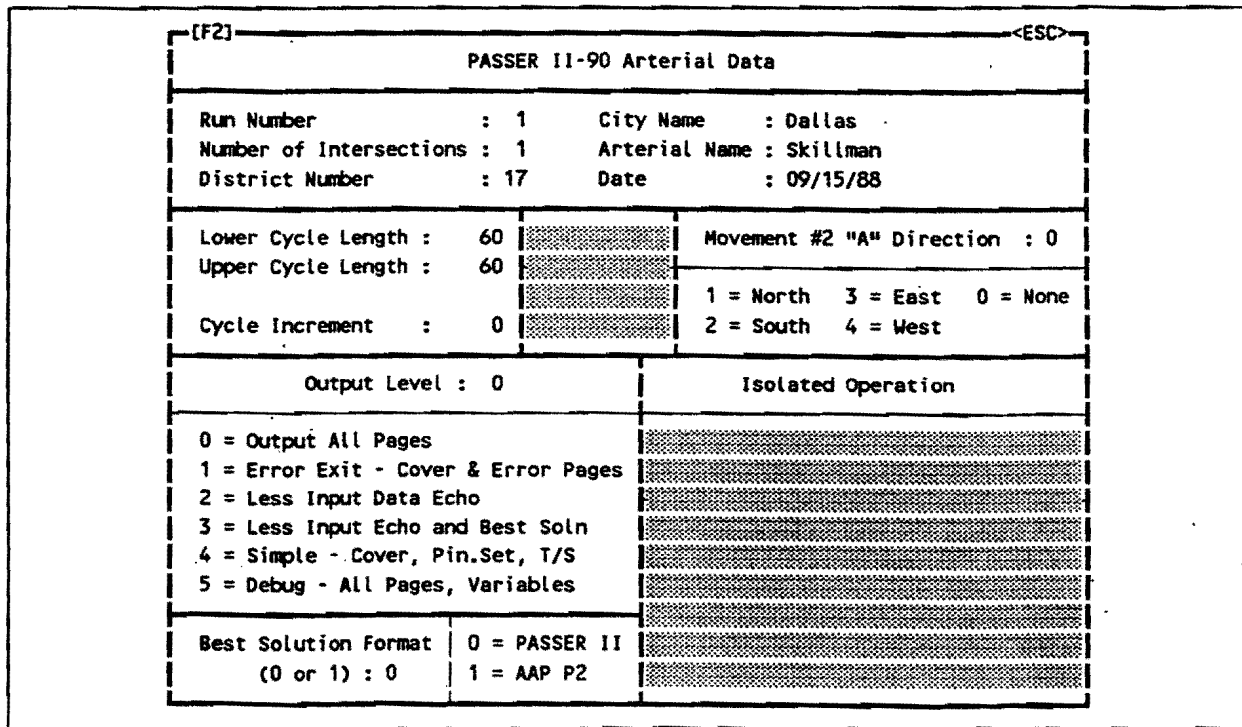 [F2] <ESC>
PASSER II-90 Arterial Data
Run Number : 1 City Name : Dallas
Number of Intersections : 1 Arterial Name : Skillman
District Number : 17 Date : 09/15/88
Lower Cycle Length : 60 Movement #2 "A" Direction : 0
Upper Cycle Length : 60
1 = North 3 = East 0 = None
Cycle Increment : 0 2 = South 4 = West
Output Level : 0 Isolated Operation
0 = Output All Pages
1 = Error Exit - Cover & Error Pages
2 = Less Input Data Echo
3 = Less Input Echo and Best Soln
4 = Simple - Cover, Pin.Set, T/S
5 = Debug - All Pages, Variables
Best Solution Format 0 = PASSER II
(0 or 1) : 0 1 = AAP P2